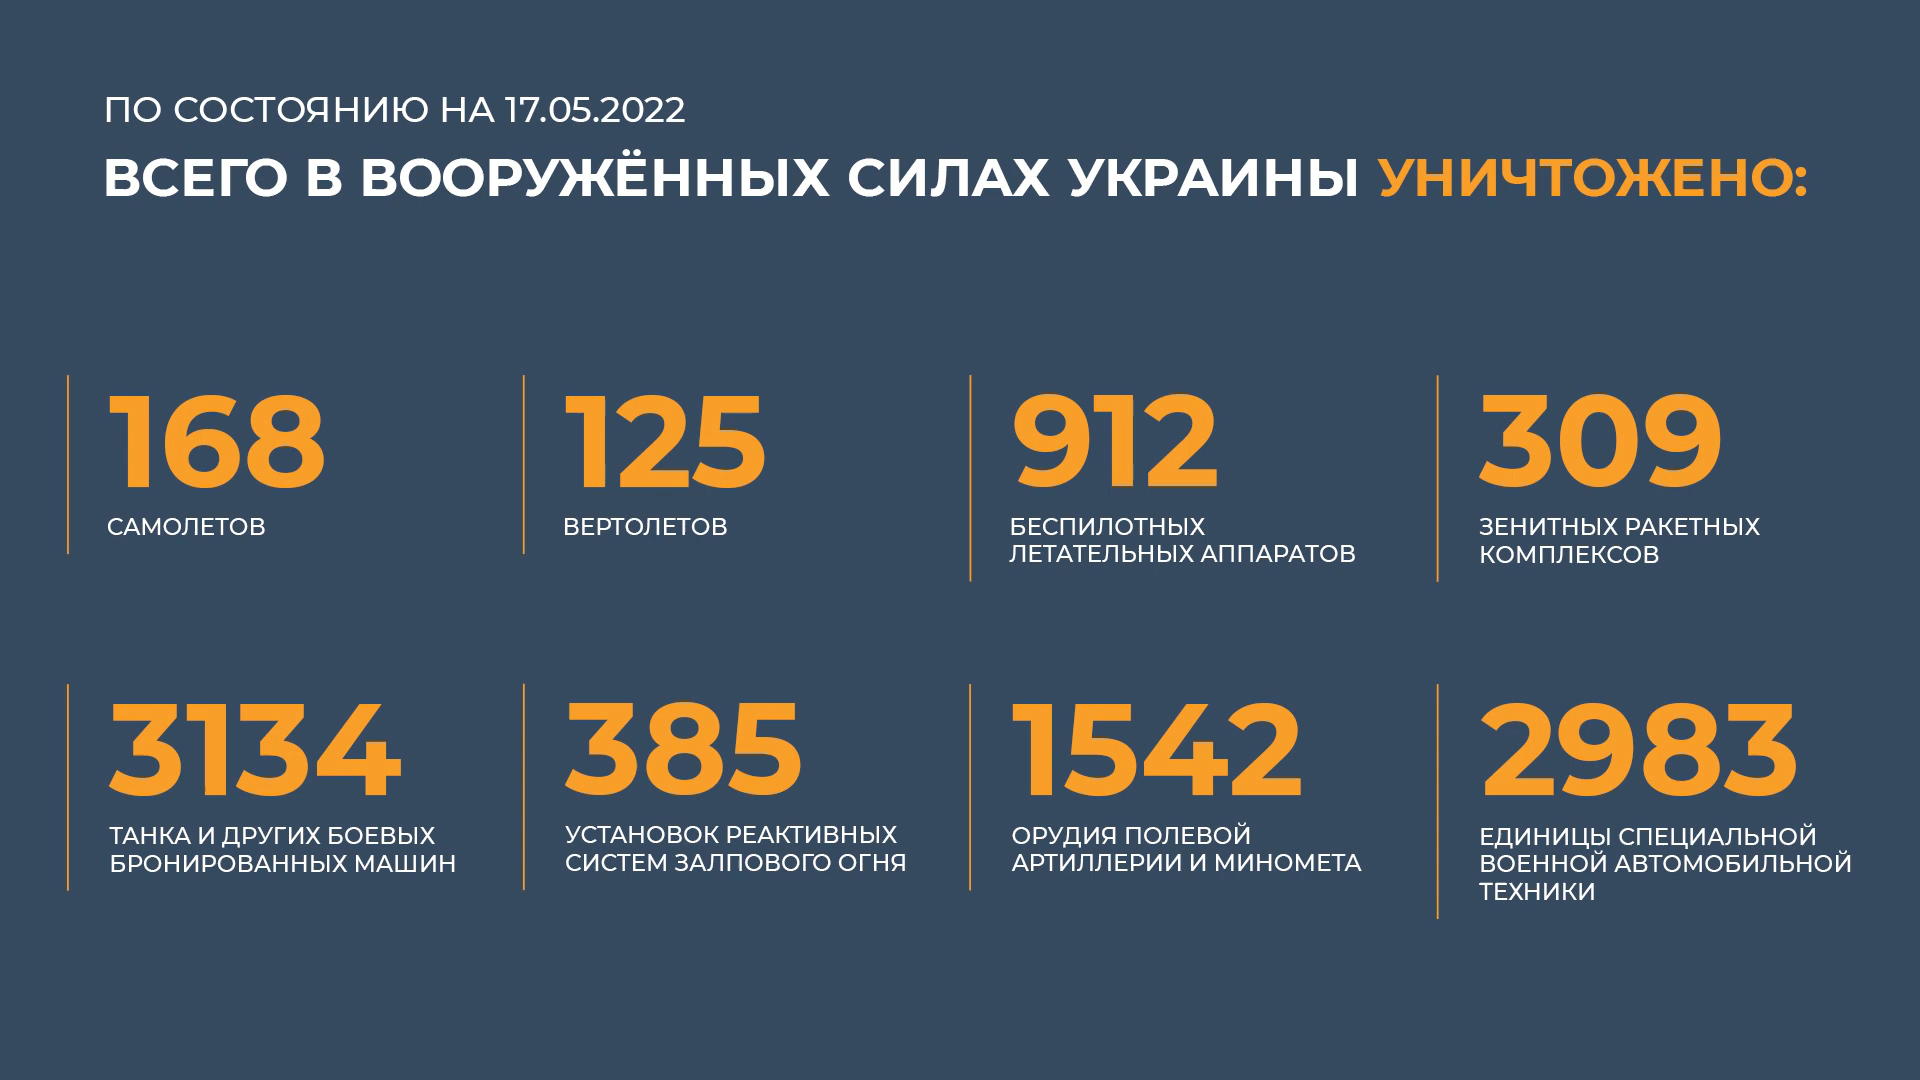 ПО СОСТОЯНИЮ НА 17.05.2022
ВСЕГО В ВООРУЖЁННЫХ СИЛАХ УКРАИНЫ УНИЧТОЖЕНО:
168
САМОЛЕТОВ
125
ВЕРТОЛЕТОВ
912
БЕСПИЛОТНЫХ
ЛЕТАТЕЛЬНЫХ АППАРАТОВ
309
ЗЕНИТНЫХ РАКЕТНЫХ
КОМПЛЕКСОВ
3134
ТАНКА И ДРУГИХ БОЕВЫХ
БРОНИРОВАННЫХ МАШИН
385
УСТАНОВОК РЕАКТИВНЫХ
СИСТЕМ ЗАЛПОВОГО ОГНЯ
1542
ОРУДИЯ ПОЛЕВОЙ
АРТИЛЛЕРИИ И МИНОМЕТА
2983
ЕДИНИЦЫ СПЕЦИАЛЬНОЙ
ВОЕННОЙ АВТОМОБИЛЬНОЙ
ТЕХНИКИ